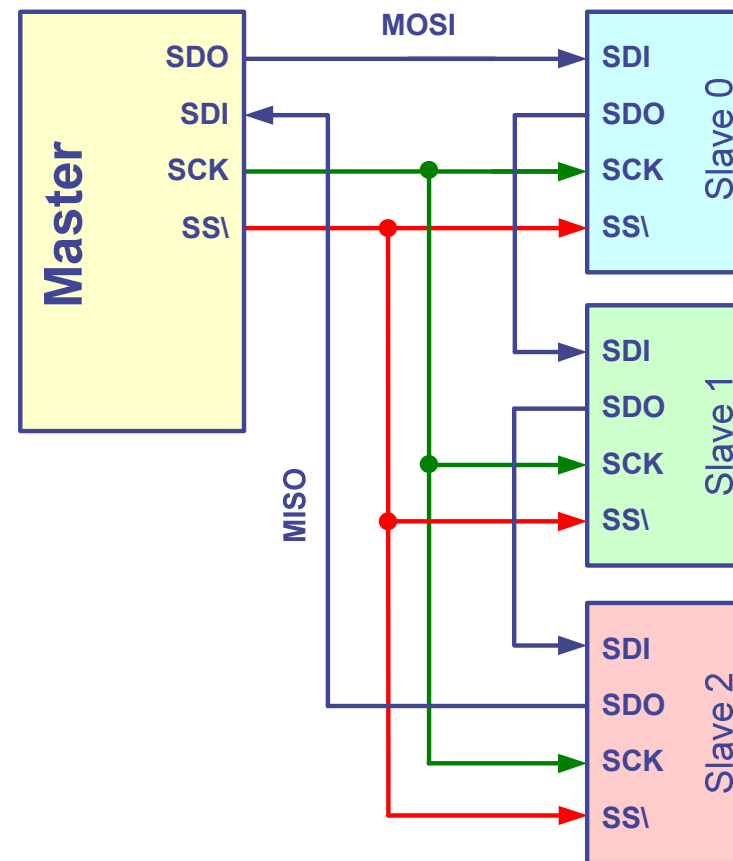 MOSI
Master
SDO
SDI
SCK
SS\
SDI
SDO
SCK
SS\
Slave 0
SDI
SDO
SCK
SS\
Slave 1
MISO
SDI
SDO
SCK
SS\
Slave 2